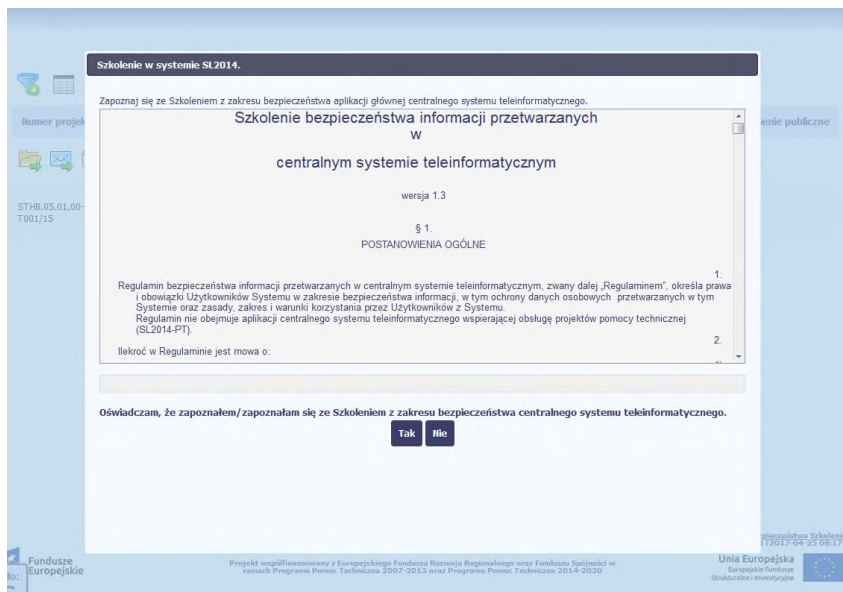 Szkolenie w systemie SL2014.
Zapoznaj się ze Szkoleniem z zakresu bezpieczeństwa aplikacji głównej centralnego systemu teleinformatycznego.
Numer projek
enie publiczne
Szkolenie bezpieczeństwa informacji przetwarzanych
w
centralnym systemie teleinformatycznym
wersja 1.3
STHB.05.01.00-
T001/15
§ 1.
POSTANOWIENIA OGÓLNE
1.
Regulamin bezpieczeństwa informacji przetwarzanych w centralnym systemie teleinformatycznym, zwany dalej „Regulaminem”, określa prawa
i obowiązki Użytkowników Systemu w zakresie bezpieczeństwa informacji, w tym ochrony danych osobowych przetwarzanych w tym
Systemie oraz zasady, zakres i warunki korzystania przez Użytkowników z Systemu.
Regulamin nie obejmuje aplikacji centralnego systemu teleinformatycznego wspierającej obsługę projektów pomocy technicznej
(SL2014-PT).
2.
Ilekroć w Regulaminie jest mowa o:
Oświadczam, że zapoznałem/zapoznałam się ze Szkoleniem z zakresu bezpieczeństwa centralnego systemu teleinformatycznego.
Tak Nie
(2017-04-25 08:17
Fundusze
Europejskie
Projekt współfinansowany z Europejskiego Funduszu Rozwoju Regionalnego oraz Funduszu Spójności w
ramach Programu Pomoc Techniczna 2007-2013 oraz Programu Pomoc Techniczna 2014-2020
Unia Europejska
Europejskie Fundusze
Strukturalne i Inwestycyjne